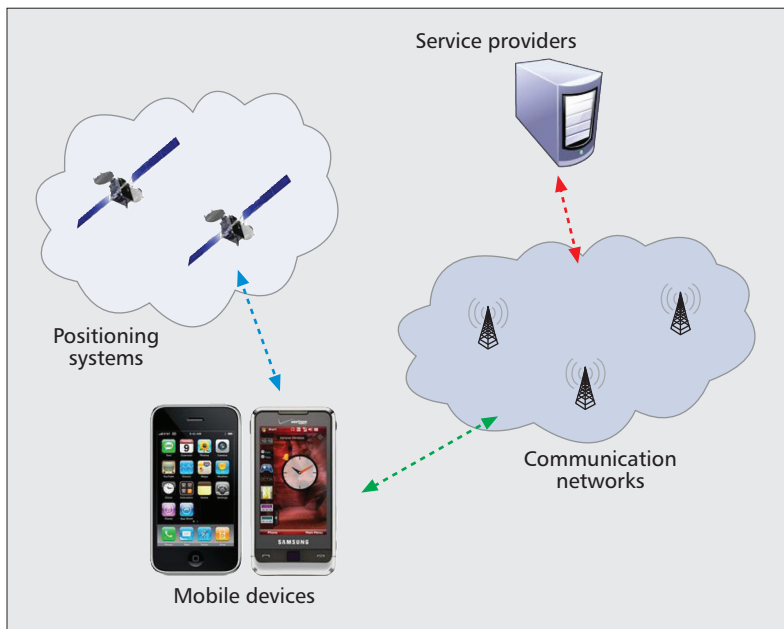 Service providers
Positioning
systems
Communication
networks
SAMSUNG
Mobile devices